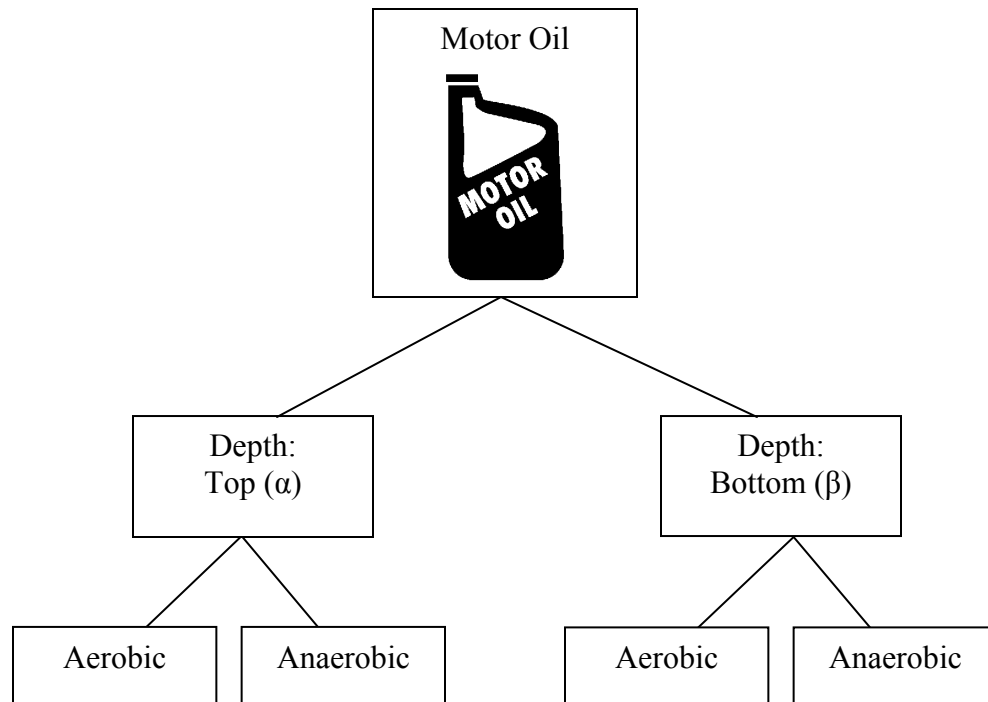 Motor Oil
MOTOR
OIL
Depth:
Top (α)
Depth:
Bottom (β)
Aerobic
Anaerobic
Aerobic
Anaerobic